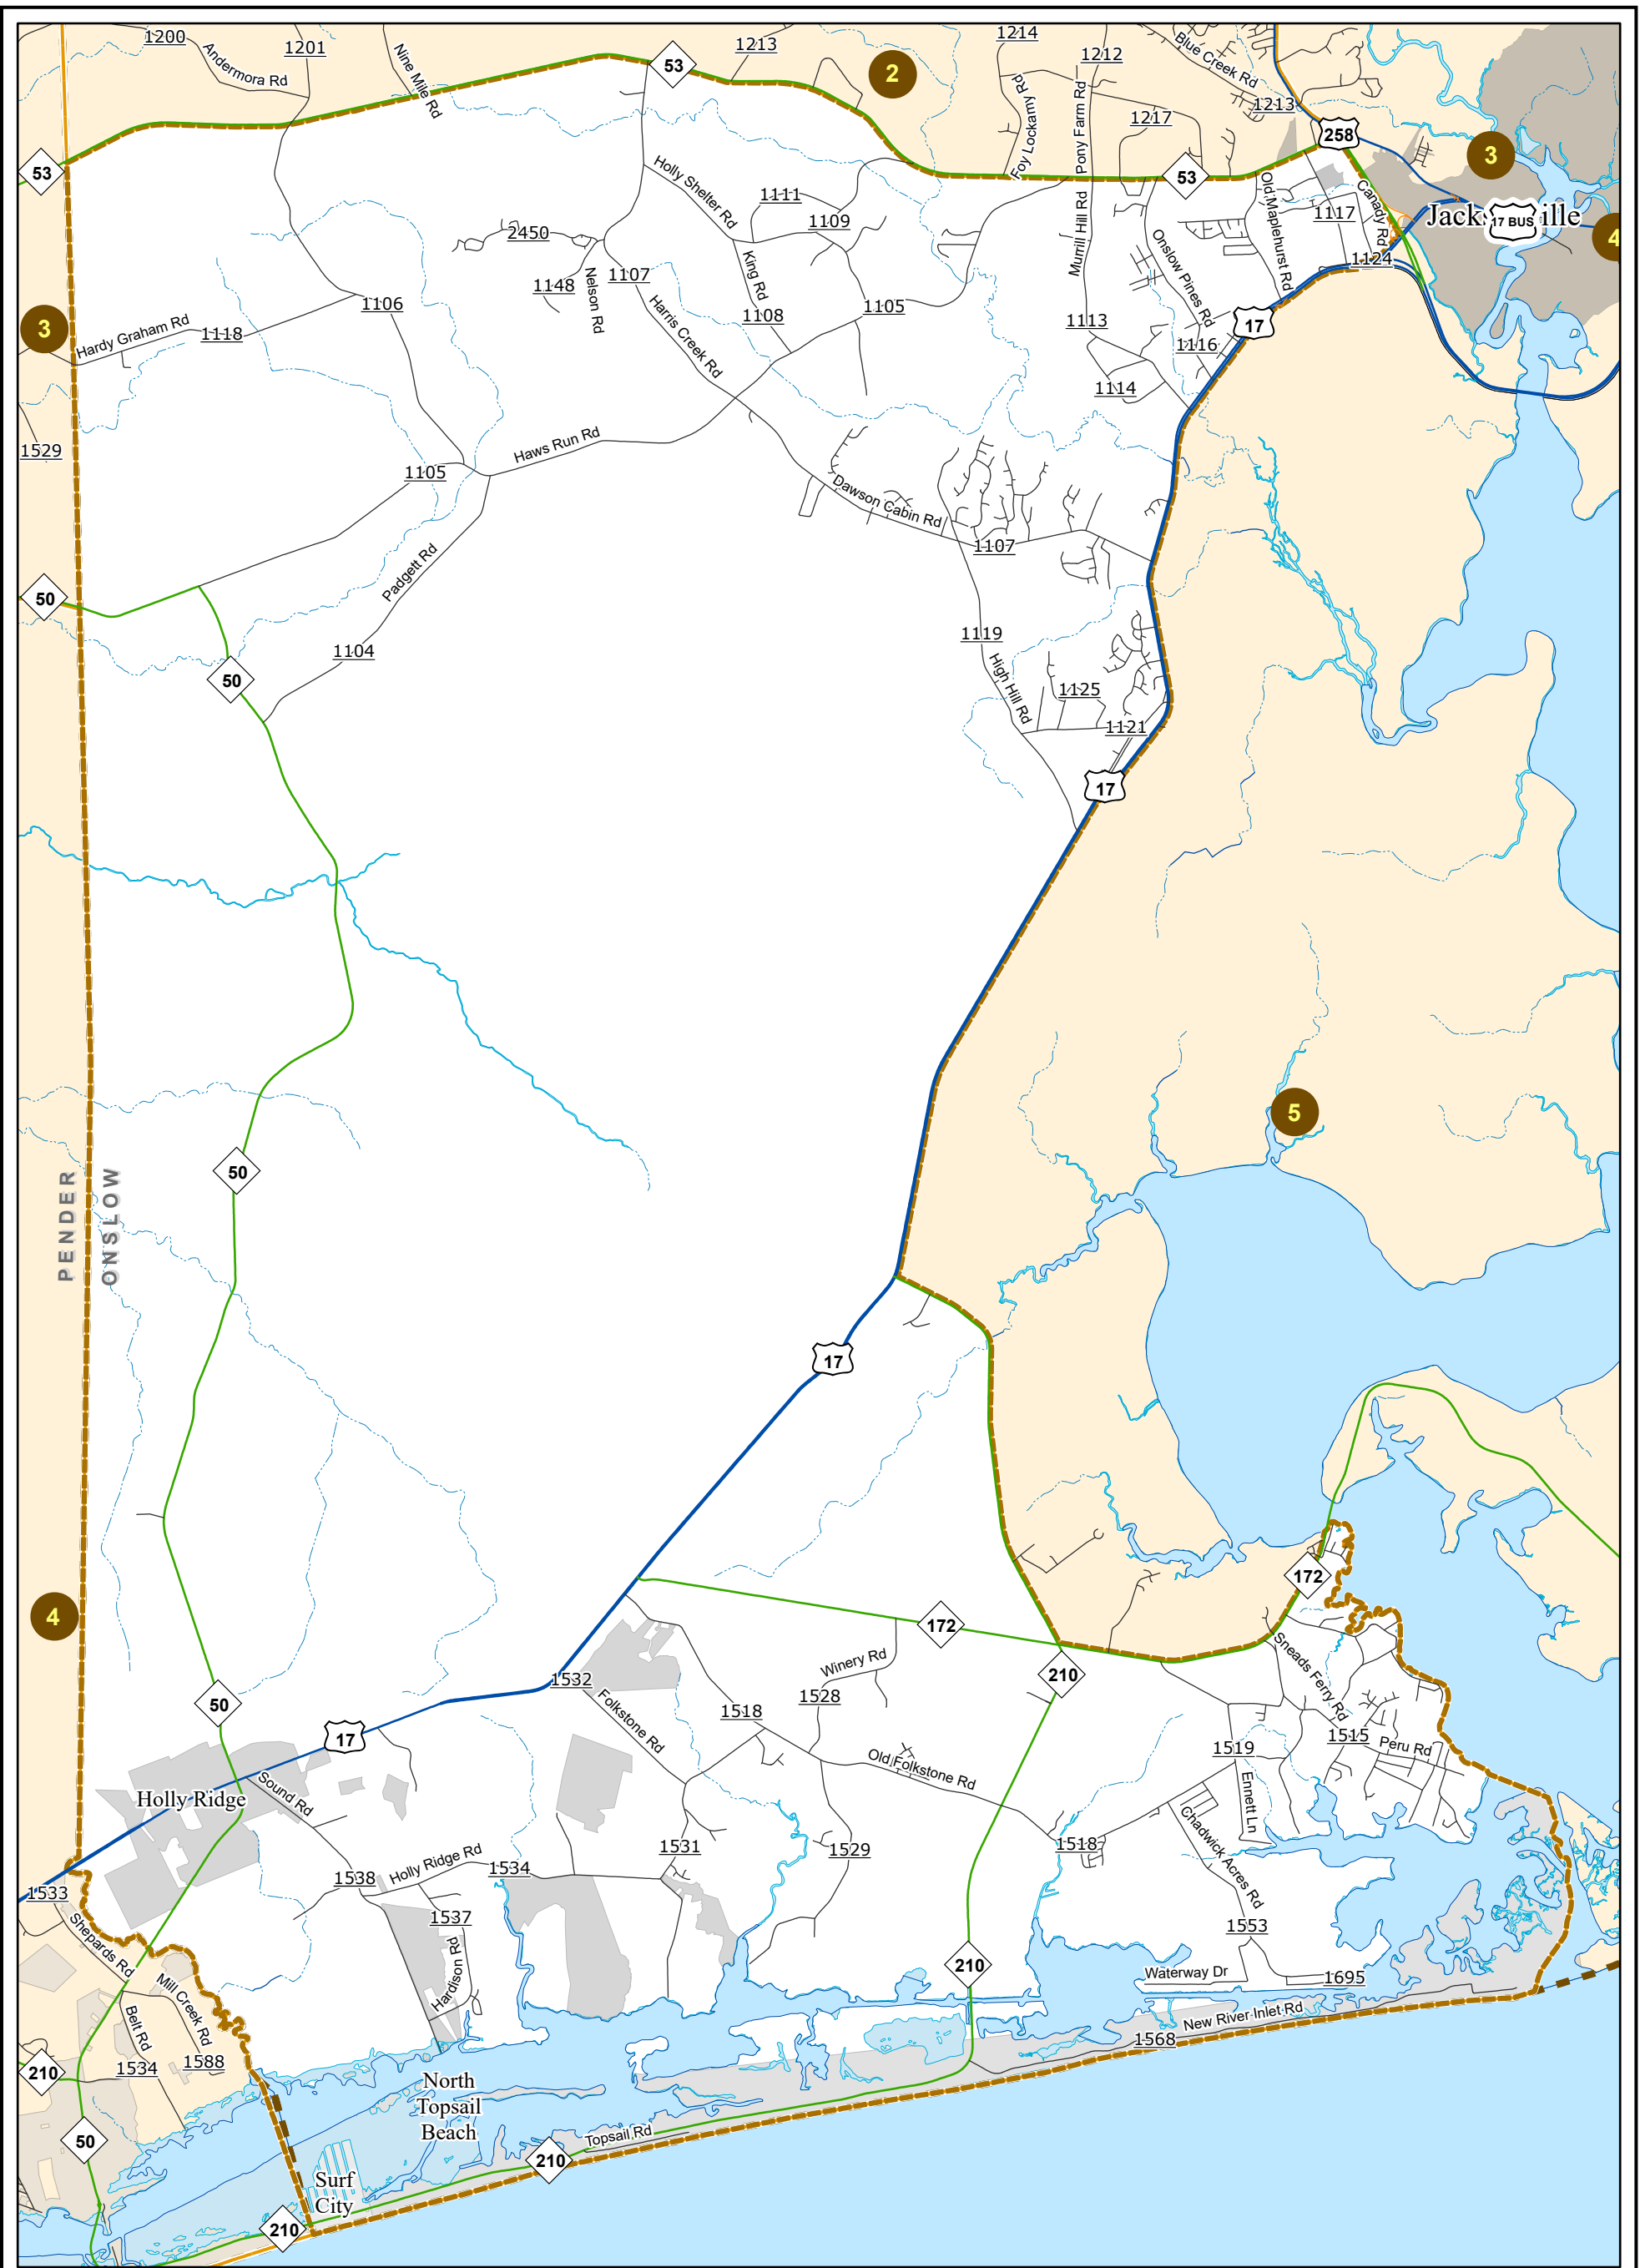 1200
Andermora Rd
1201
Nine Mile Rd
53
1213
2
1214
1212
Blue Creek Rd
1213
Foy Lockamy Rd
Pony Farm Rd
1217
258
3
53
53
Holly Shelter Rd
1111
1109
Old Maplehurst Rd
1117
Canady Rd
Jack
17 BUS
ille
4
2450
1107
1148
Nelson Rd
King Rd
1108
1105
Murrill Hill Rd
Onslow Pines Rd
1124
3
Hardy Graham Rd
1118
1106
Harris Creek Rd
1113
1116
17
1114
1529
1105
Haws Run Rd
Dawson Cabin Rd
1107
50
Padgett Rd
1104
50
1119
High Hill Rd
1125
1121
17
5
PENDER
ONSLOW
50
17
4
172
172
210
Sneads Ferry Rd
50
17
1532
Folkstone Rd
Winery Rd
1528
1518
Old Folkstone Rd
1519
1515
Peru Rd
Ennett Ln
Holly Ridge
Sound Rd
1533
1538
Holly Ridge Rd
1534
1531
1529
1518
Chadwick Acres Rd
1553
Shepards Rd
1537
Hardison Rd
210
Waterway Dr
1695
Mill Creek Rd
Belt Rd
1534
1588
210
New River Inlet Rd
1568
North
Topsail
Beach
50
Topsail Rd
210
Surf
City
210